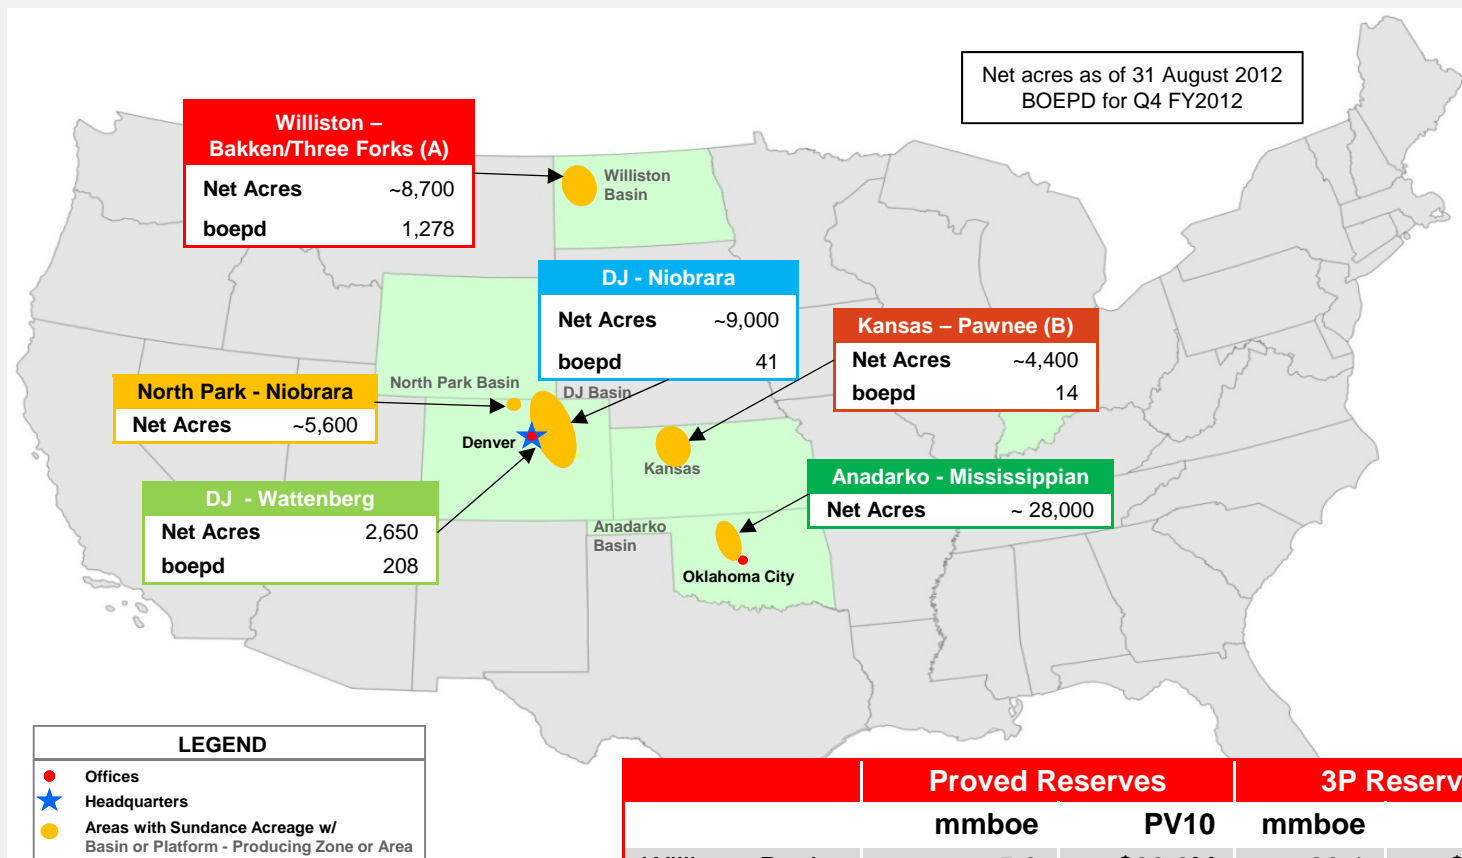 Net acres as of 31 August 2012
BOEPD for Q4 FY2012
Williston –
Bakken/Three Forks (A)
Net Acres ~8,700
boepd 1,278
Williston
Basin
DJ - Niobrara
Net Acres ~9,000
boepd 41
Kansas – Pawnee (B)
Net Acres ~4,400
boepd 14
North Park - Niobrara
Net Acres ~5,600
North Park Basin
DJ Basin
Denver
Kansas
DJ - Wattenberg
Net Acres 2,650
boepd 208
Anadarko - Mississippian
Net Acres ~ 28,000
Anadarko
Basin
Oklahoma City
LEGEND
Offices
Headquarters
Areas with Sundance Acreage w/
Basin or Platform - Producing Zone or Area
Proved Reserves 3P Reserv
mmboe PV10 mmboe